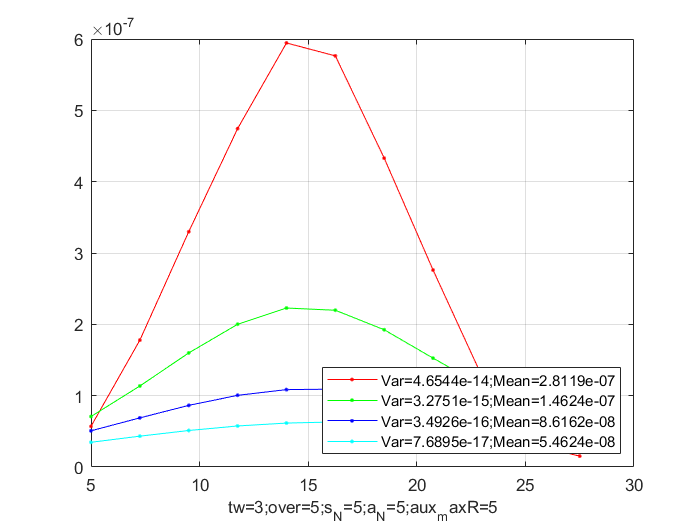 ×10^-7
6
5
4
3
2
1
0
Var=4.6544e-14;Mean=2.8119e-07
Var=3.2751e-15;Mean=1.4624e-07
Var=3.4926e-16;Mean=8.6162e-08
Var=7.6895e-17;Mean=5.4624e-08
5 10 15 20 25 30
tw=3;over=5;s_N=5;a_N=5;aux_maxR=5